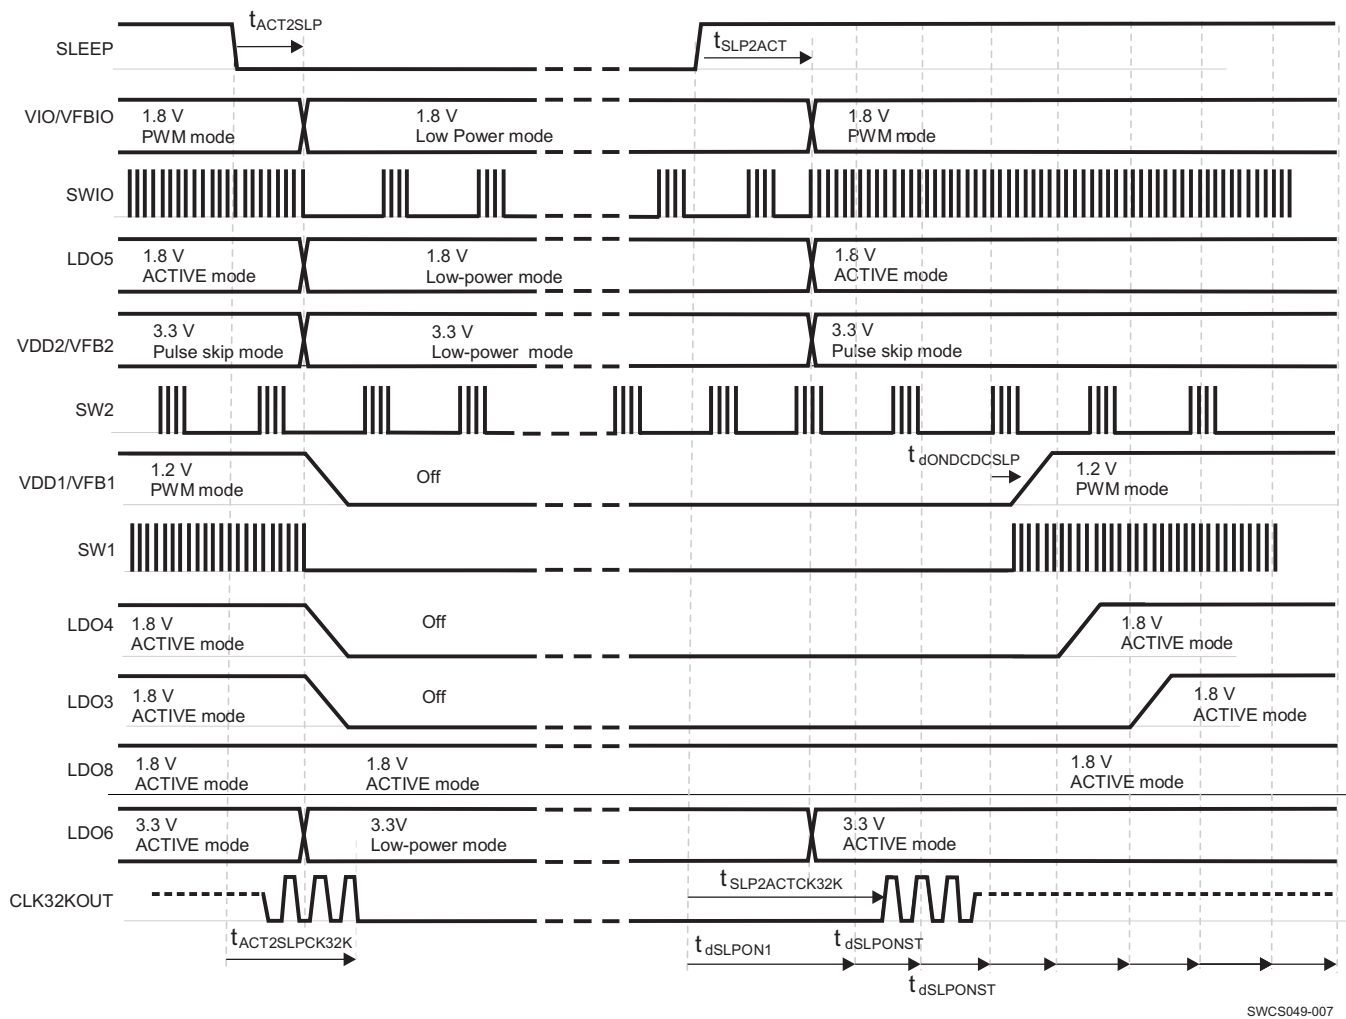 tACT2SLP
SLEEP
tSLP2ACT
VIO/VFBIO
1.8 V
PWM mode
1.8 V
Low Power mode
1.8 V
PWM mode
SWIO
LDO5
1.8 V
ACTIVE mode
1.8 V
Low-power mode
1.8 V
ACTIVE mode
VDD2/VFB2
3.3 V
Pulse skip mode
3.3 V
Low-power mode
3.3 V
Pulse skip mode
SW2
tdONDCDCSLP
VDD1/VFB1
1.2 V
PWM mode
Off
1.2 V
PWM mode
SW1
LDO4
1.8 V
ACTIVE mode
Off
1.8 V
ACTIVE mode
LDO3
1.8 V
ACTIVE mode
Off
1.8 V
ACTIVE mode
LDO8
1.8 V
ACTIVE mode
1.8 V
ACTIVE mode
1.8 V
ACTIVE mode
LDO6
3.3 V
ACTIVE mode
3.3V
Low-power mode
3.3 V
ACTIVE mode
CLK32KOUT
tSLP2ACTCK32K
tACT2SLPCK32K
tdSLPON1
tdSLPONST
tdSLPONST
SWCS049-007